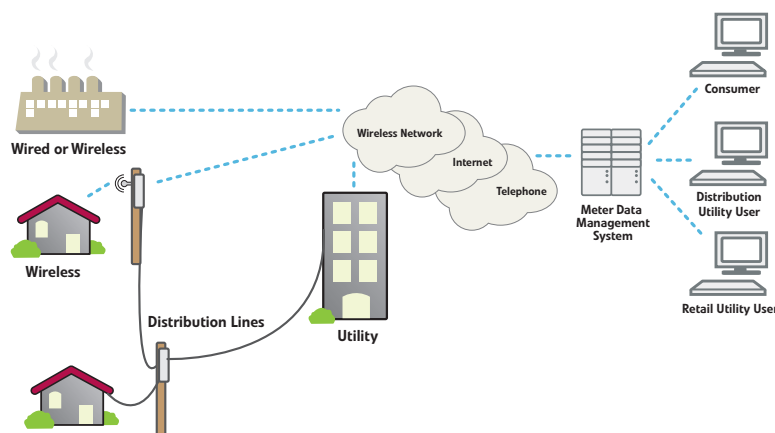 Wired or Wireless
Wireless
Distribution Lines
Utility
Wireless Network
Internet
Telephone
Meter Data
Management
System
Consumer
Distribution
Utility User
Retail Utility User